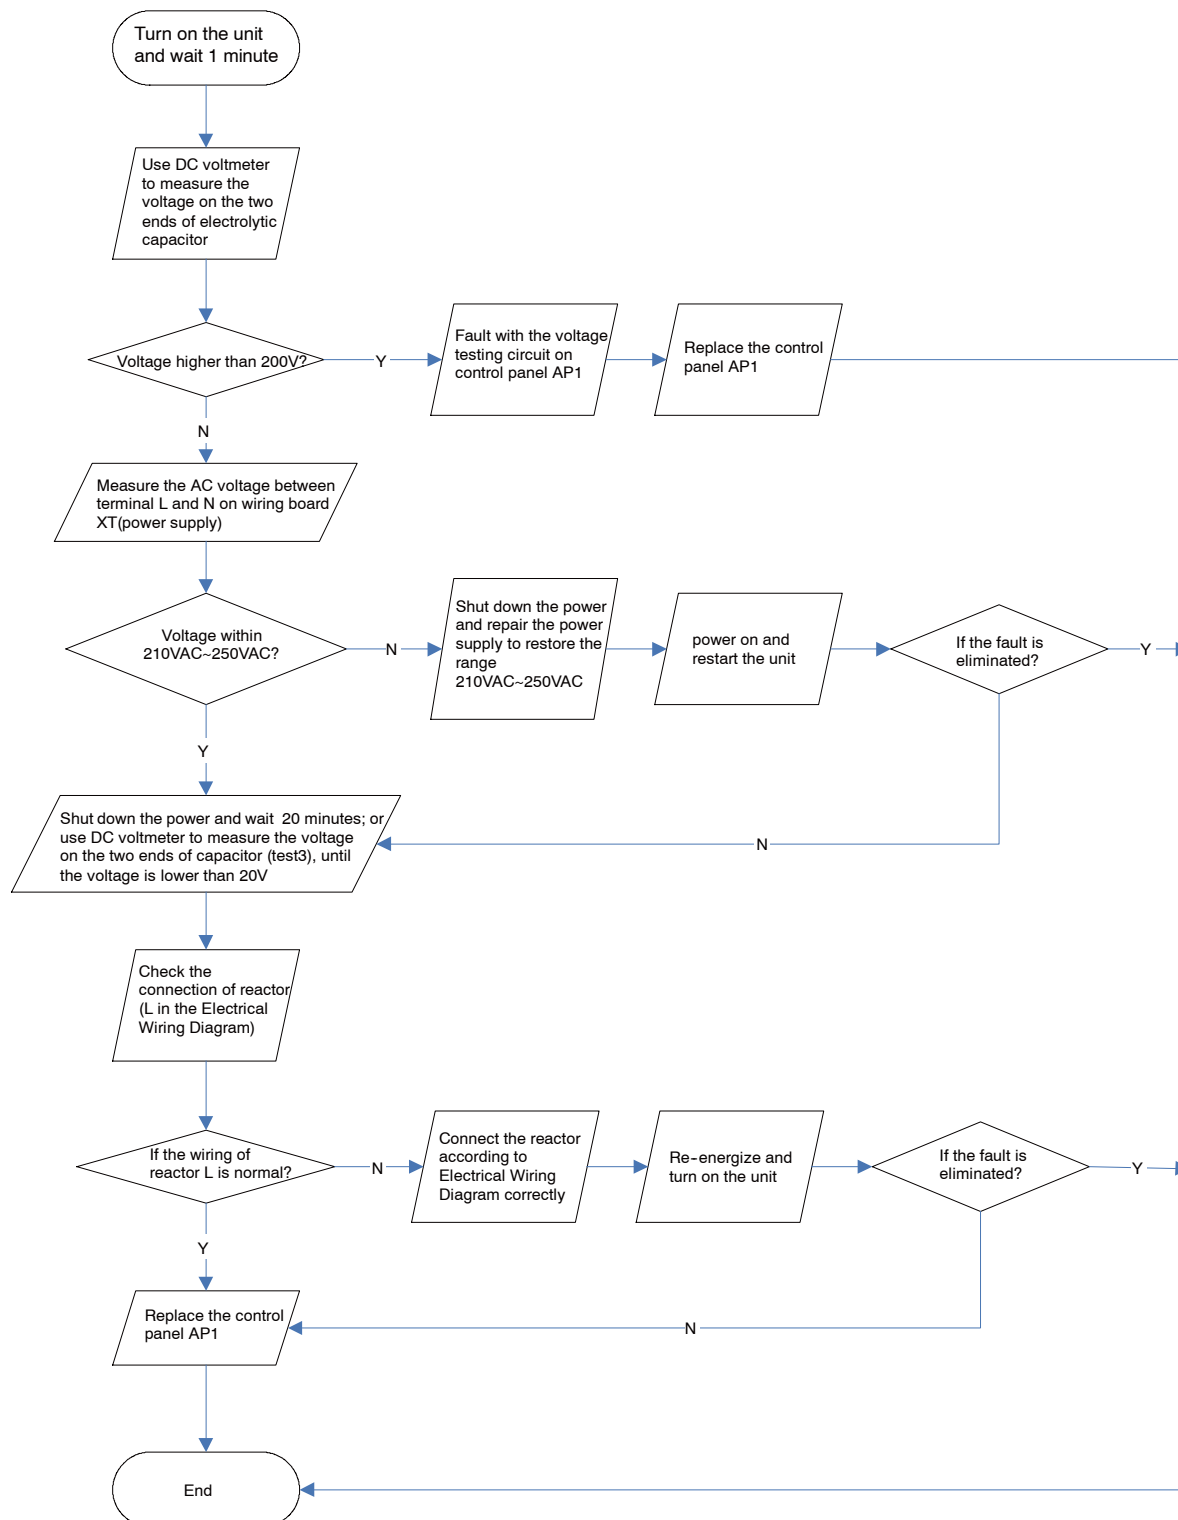 Turn on the unit
and wait 1 minute
Use DC voltmeter
to measure the
voltage on the two
ends of electrolytic
capacitor
Voltage higher than 200V?
Y
Fault with the voltage
testing circuit on
control panel AP1
Replace the control
panel AP1
N
Measure the AC voltage between
terminal L and N on wiring board
XT(power supply)
Voltage within
210VAC~250VAC?
N
Shut down the power
and repair the power
supply to restore the
range
210VAC~250VAC
power on and
restart the unit
If the fault is
eliminated?
Y
Y
N
Shut down the power and wait 20 minutes; or
use DC voltmeter to measure the voltage
on the two ends of capacitor (test3), until
the voltage is lower than 20V
Check the
connection of reactor
(L in the Electrical
Wiring Diagram)
If the wiring of
reactor L is normal?
N
Connect the reactor
according to
Electrical Wiring
Diagram correctly
Re-energize and
turn on the unit
If the fault is
eliminated?
Y
Y
N
Replace the control
panel AP1
End